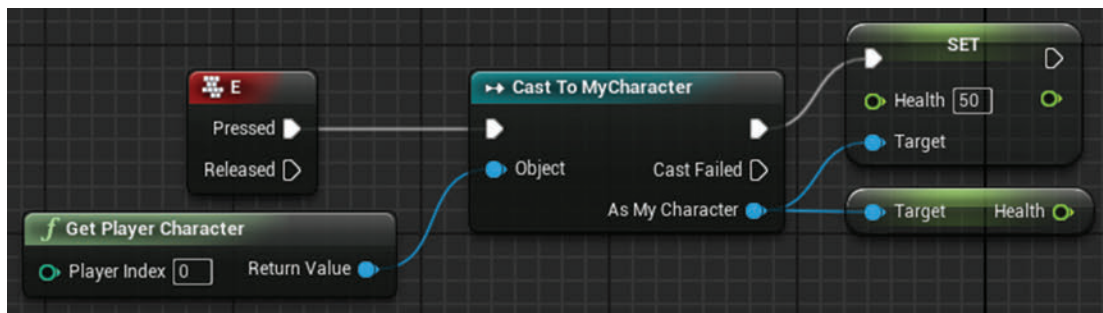 E
Pressed
Released
f Get Player Character
Player Index 0 Return Value
Cast To MyCharacter
Object Cast Failed
As My Character
SET
Health 50
Target
Target Health